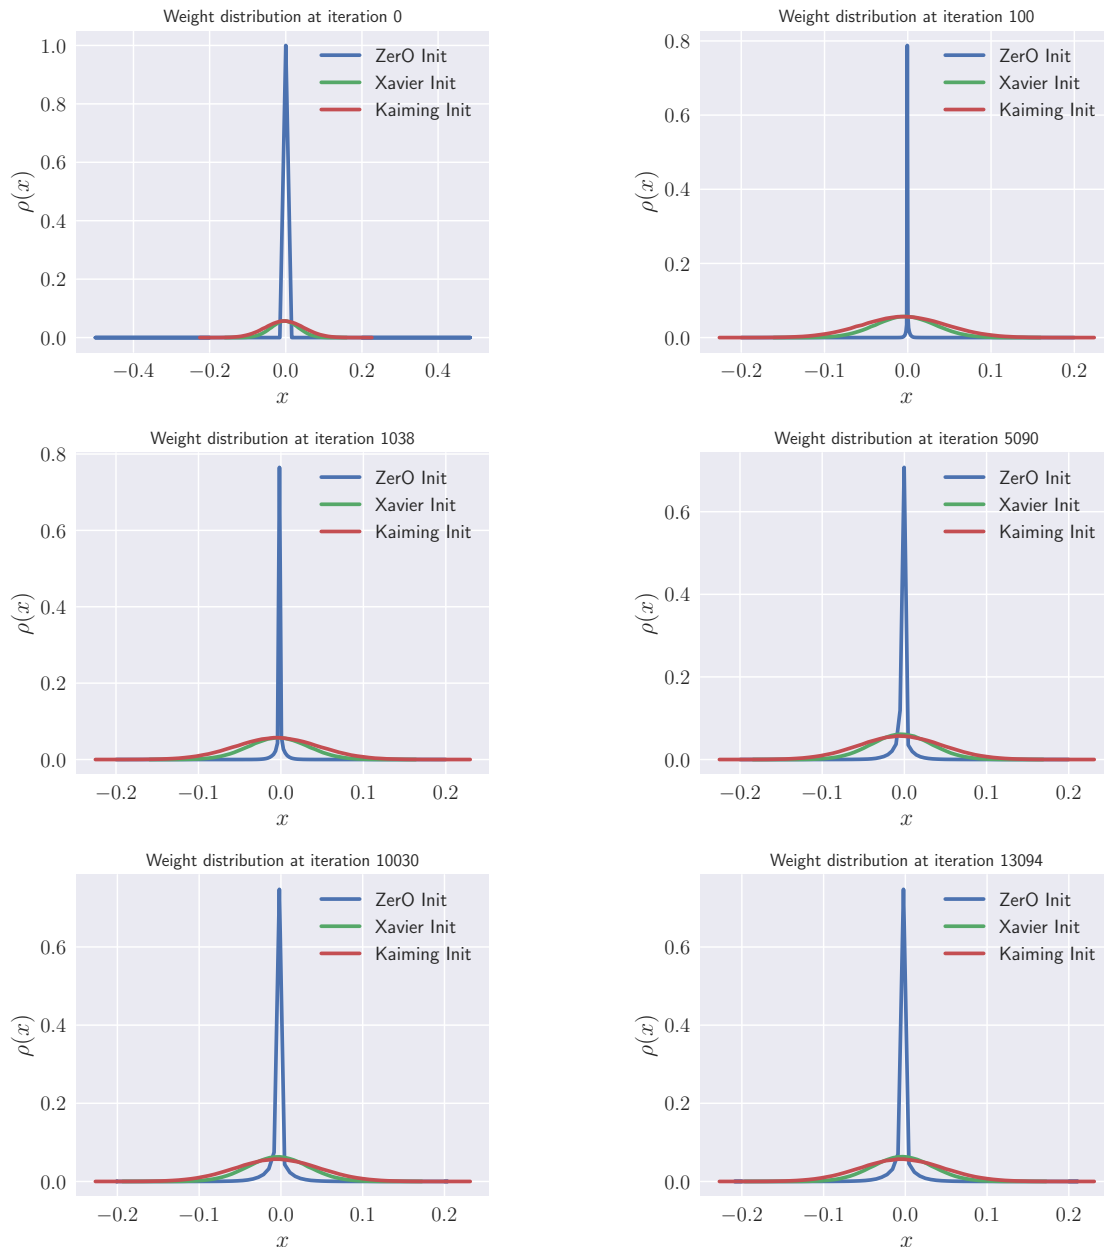 Weight distribution at iteration 0
1.0
0.8
0.6
0.4
0.2
0.0
ρ(x)
−0.4
−0.2
0.0
0.2
0.4
x
ZerO Init
Xavier Init
Kaiming Init
Weight distribution at iteration 100
0.8
0.6
0.4
0.2
0.0
ρ(x)
−0.2
−0.1
0.0
0.1
0.2
x
ZerO Init
Xavier Init
Kaiming Init
Weight distribution at iteration 1038
0.8
0.6
0.4
0.2
0.0
ρ(x)
−0.2
−0.1
0.0
0.1
0.2
x
ZerO Init
Xavier Init
Kaiming Init
Weight distribution at iteration 5090
0.6
0.4
0.2
0.0
ρ(x)
−0.2
−0.1
0.0
0.1
0.2
x
ZerO Init
Xavier Init
Kaiming Init
Weight distribution at iteration 10030
0.6
0.4
0.2
0.0
ρ(x)
−0.2
−0.1
0.0
0.1
0.2
x
ZerO Init
Xavier Init
Kaiming Init
Weight distribution at iteration 13094
0.6
0.4
0.2
0.0
ρ(x)
−0.2
−0.1
0.0
0.1
0.2
x
ZerO Init
Xavier Init
Kaiming Init